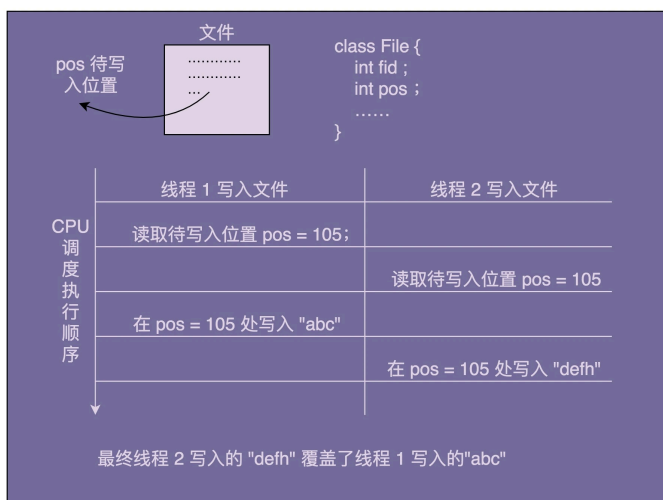 文件
pos 待写
入位置
............
............
...
class File {
int fid ;
int pos ;
......
}
线程 1 写入文件
线程 2 写入文件
CPU
调
度
执
行
顺
序
读取待写入位置 pos = 105;
读取待写入位置 pos = 105
在 pos = 105 处写入 "abc"
在 pos = 105 处写入 "defh"
最终线程 2 写入的 "defh" 覆盖了线程 1 写入的"abc"